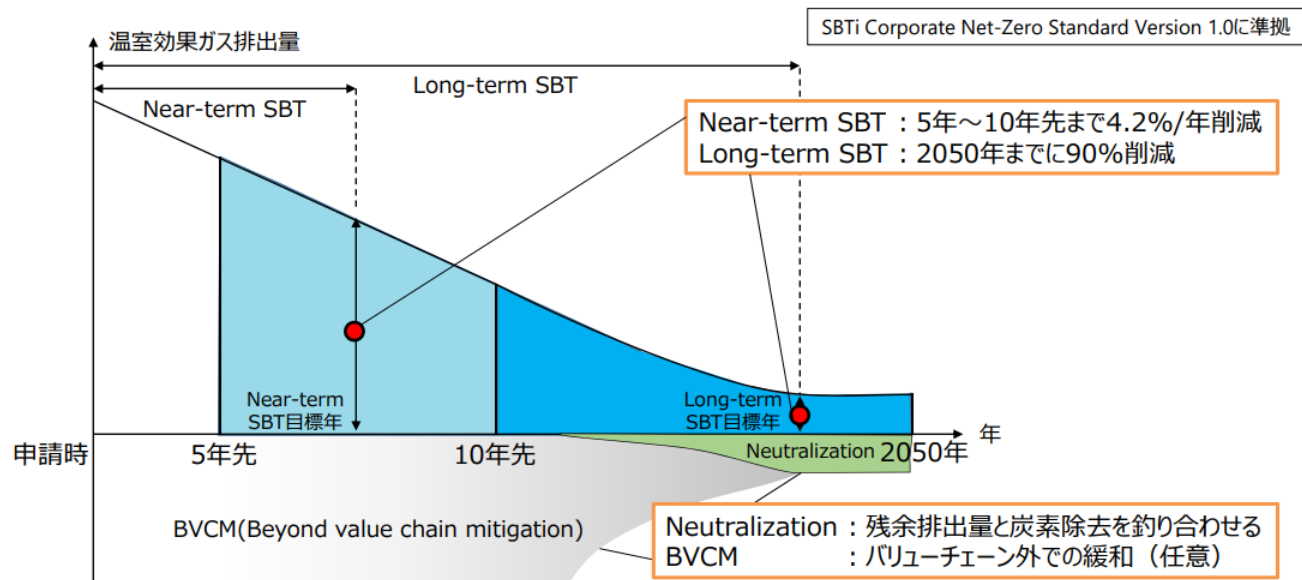 SBTi Corporate Net-Zero Standard Version 1.0に準拠
温室効果ガス排出量
Long-term SBT
Near-term SBT
Near-term SBT：5年～10年先まで4.2%/年削減
Long-term SBT：2050年までに90%削減
Near-term
SBT目標年
Long-term
SBT目標年
申請時
5年先
10年先
Neutralization
2050年
年
BVCM(Beyond value chain mitigation)
Neutralization：残余排出量と炭素除去を釣り合わせる
BVCM：バリューチェーン外での緩和（任意）